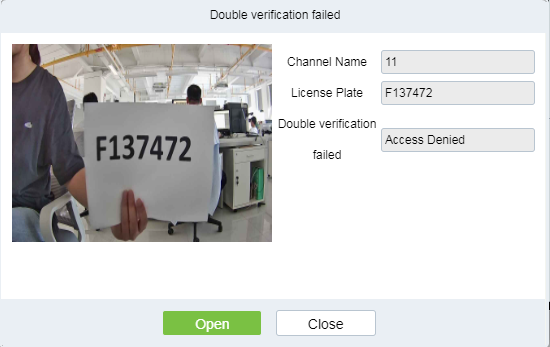 Double verification failed
F137472
Channel Name 11
License Plate F137472
Double verification
failed
Access Denied
Open Close